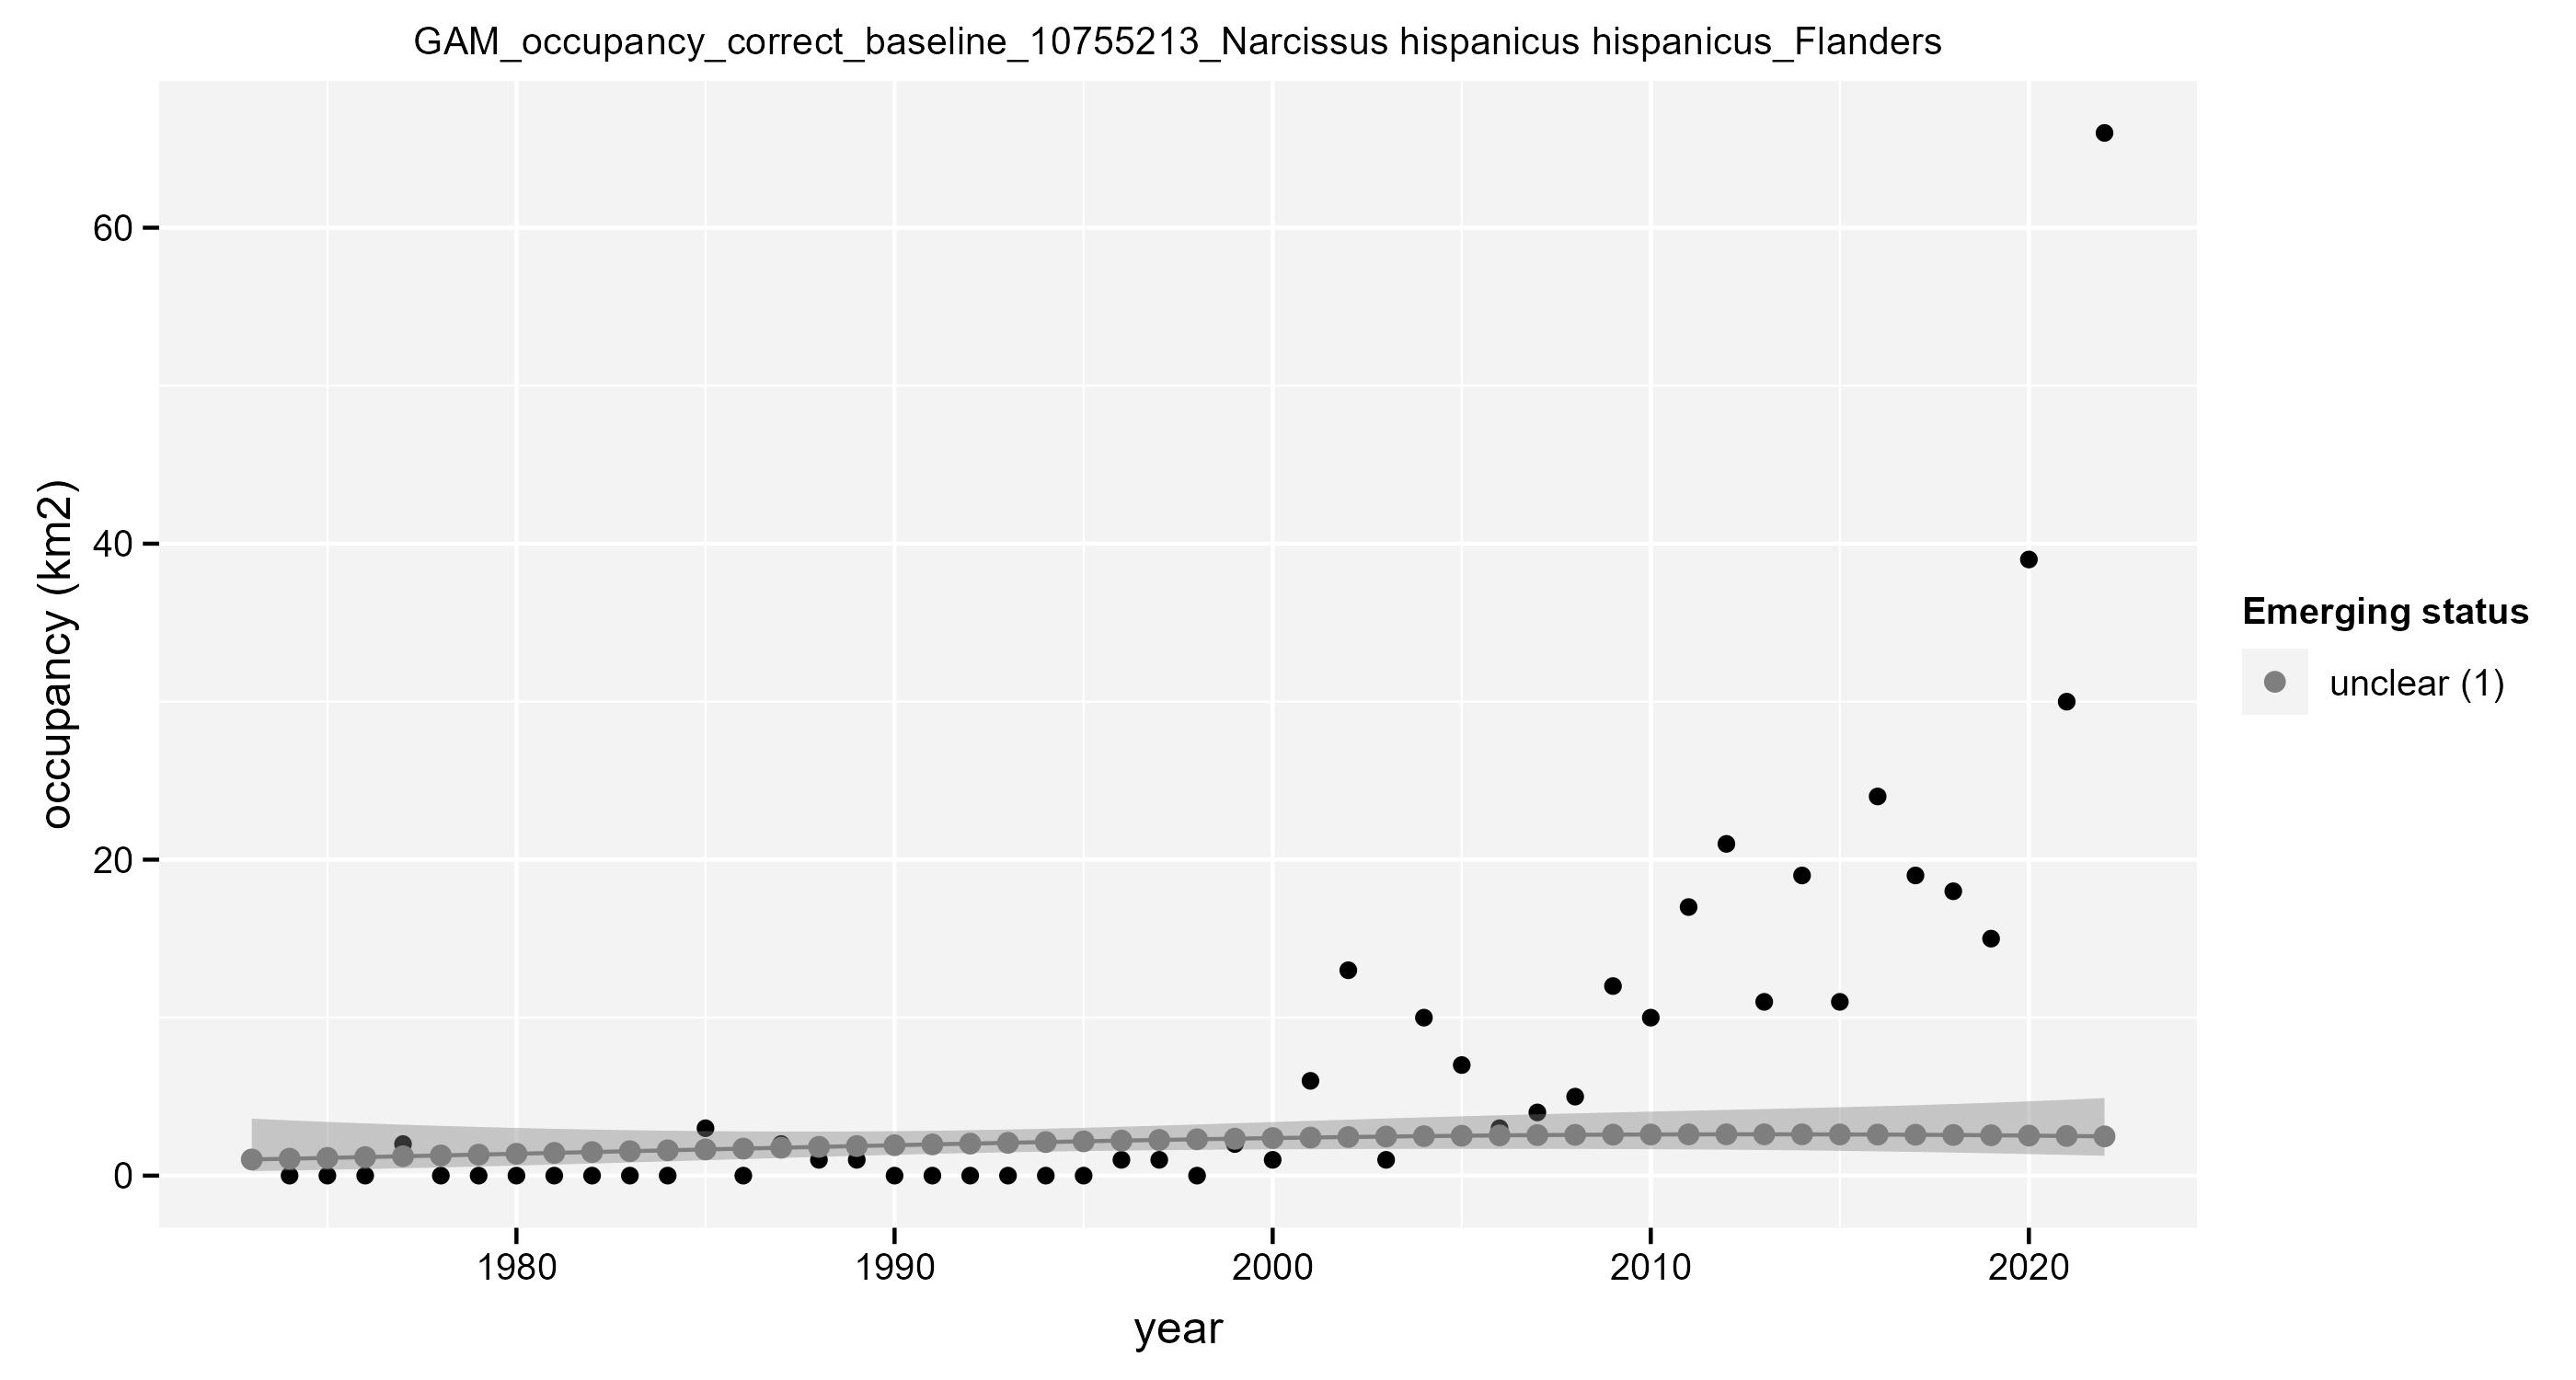 GAM_occupancy_correct_baseline_10755213_Narcissus hispanicus hispanicus_Flanders
occupancy (km2)
60
40
20
0
1980 1990 2000 2010 2020
year
Emerging status
unclear (1)